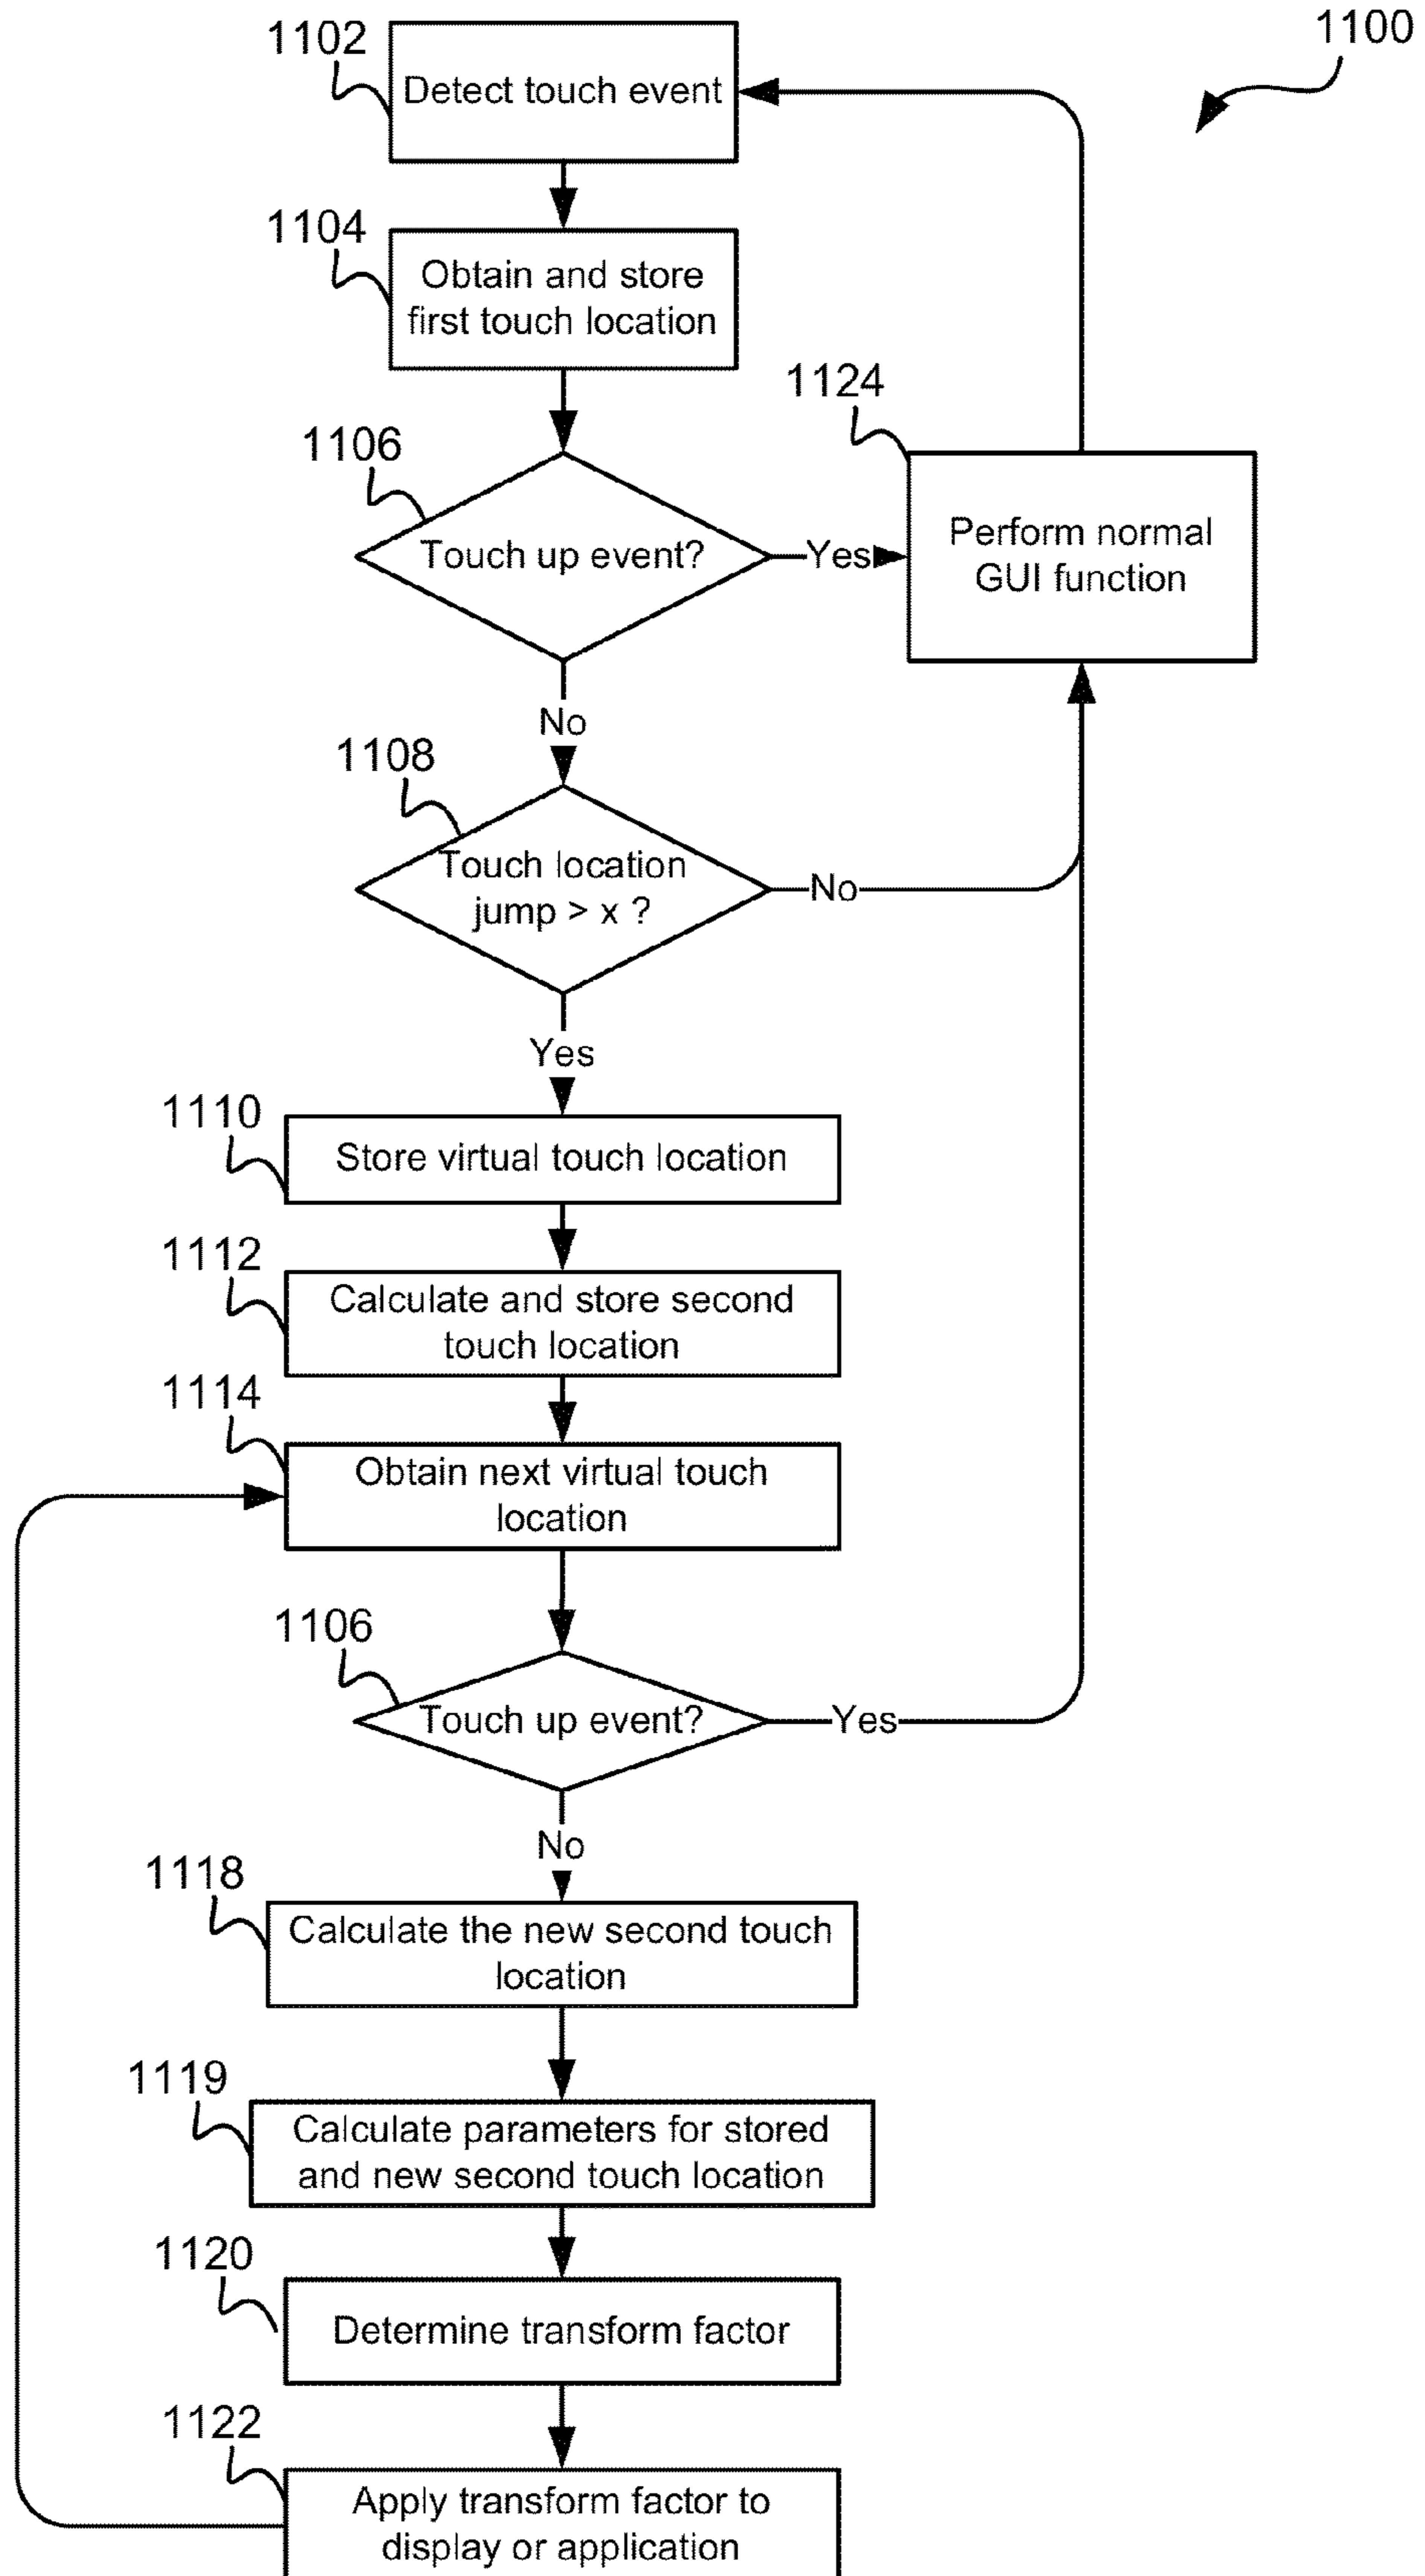 1100
1102
Detect touch event
1104
Obtain and store
first touch location
1124
Perform normal
GUI function
1106
Touch up event?
Yes
No
1108
Touch location
jump > x ?
No
Yes
1110
Store virtual touch location
1112
Calculate and store second
touch location
1114
Obtain next virtual touch
location
1106
Touch up event?
Yes
No
1118
Calculate the new second touch
location
1119
Calculate parameters for stored
and new second touch location
1120
Determine transform factor
1122
Apply transform factor to
display or application